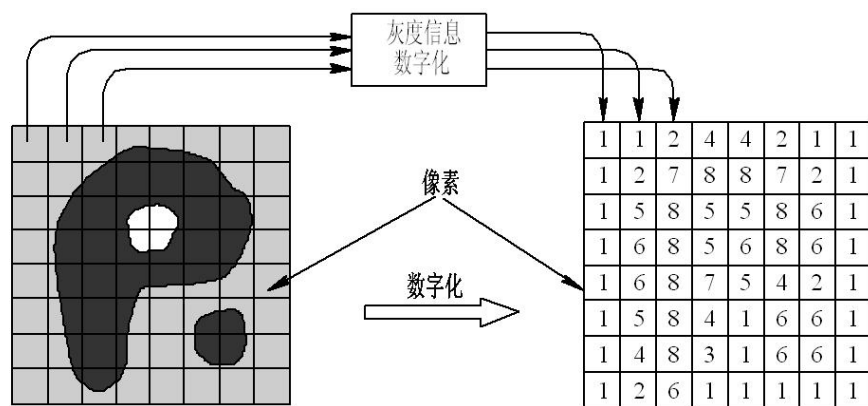 灰度信息
数字化
像素
数字化
1 1 2 4 4 2 1 1
1 2 7 8 8 7 2 1
1 5 8 5 5 8 6 1
1 6 8 5 6 8 6 1
1 6 8 7 5 4 2 1
1 5 8 4 1 6 6 1
1 4 8 3 1 6 6 1
1 2 6 1 1 1 1 1